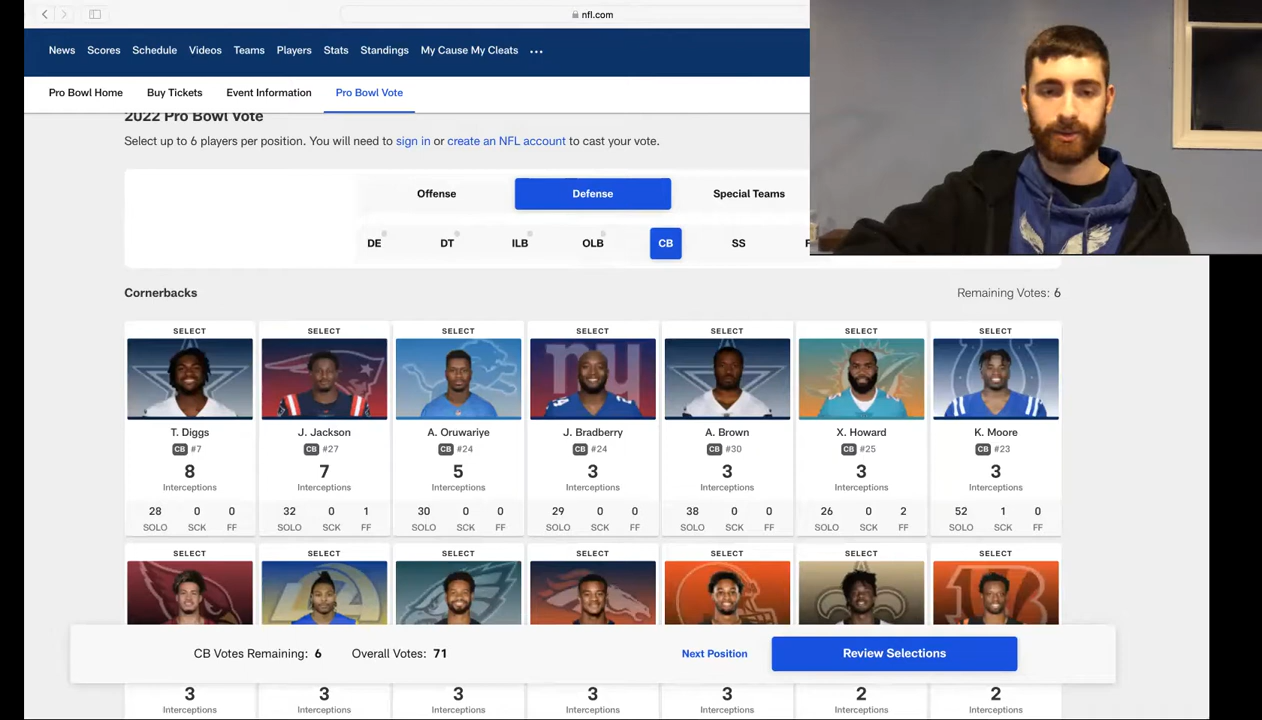 nfl.com
News Scores Schedule Videos Teams Players Stats Standings My Cause My Cleats ...
Pro Bowl Home Buy Tickets Event Information Pro Bowl Vote
2022 Pro Bowl Vote
Select up to 6 players per position. You will need to sign in or create an NFL account to cast your vote.
Offense Defense Special Teams
DE DT ILB OLB CB SS F
Cornerbacks Remaining Votes: 6
SELECT SELECT SELECT SELECT SELECT SELECT SELECT
ny
T. Diggs J. Jackson A. Oruwariye J. Bradberry A. Brown X. Howard K. Moore
CB #7 CB #27 CB #24 CB #24 CB #30 CB #25 CB #23
8 7 5 3 3 3 3
Interceptions Interceptions Interceptions Interceptions Interceptions Interceptions Interceptions
28 0 0 32 0 1 30 0 0 29 0 0 38 0 0 26 0 2 52 1 0
SOLO SCK FF SOLO SCK FF SOLO SCK FF SOLO SCK FF SOLO SCK FF SOLO SCK FF SOLO SCK FF
SELECT SELECT SELECT SELECT SELECT SELECT SELECT
CB Votes Remaining: 6 Overall Votes: 71 Next Position Review Selections
3 3 3 3 3 2 2
Interceptions Interceptions Interceptions Interceptions Interceptions Interceptions Interceptions